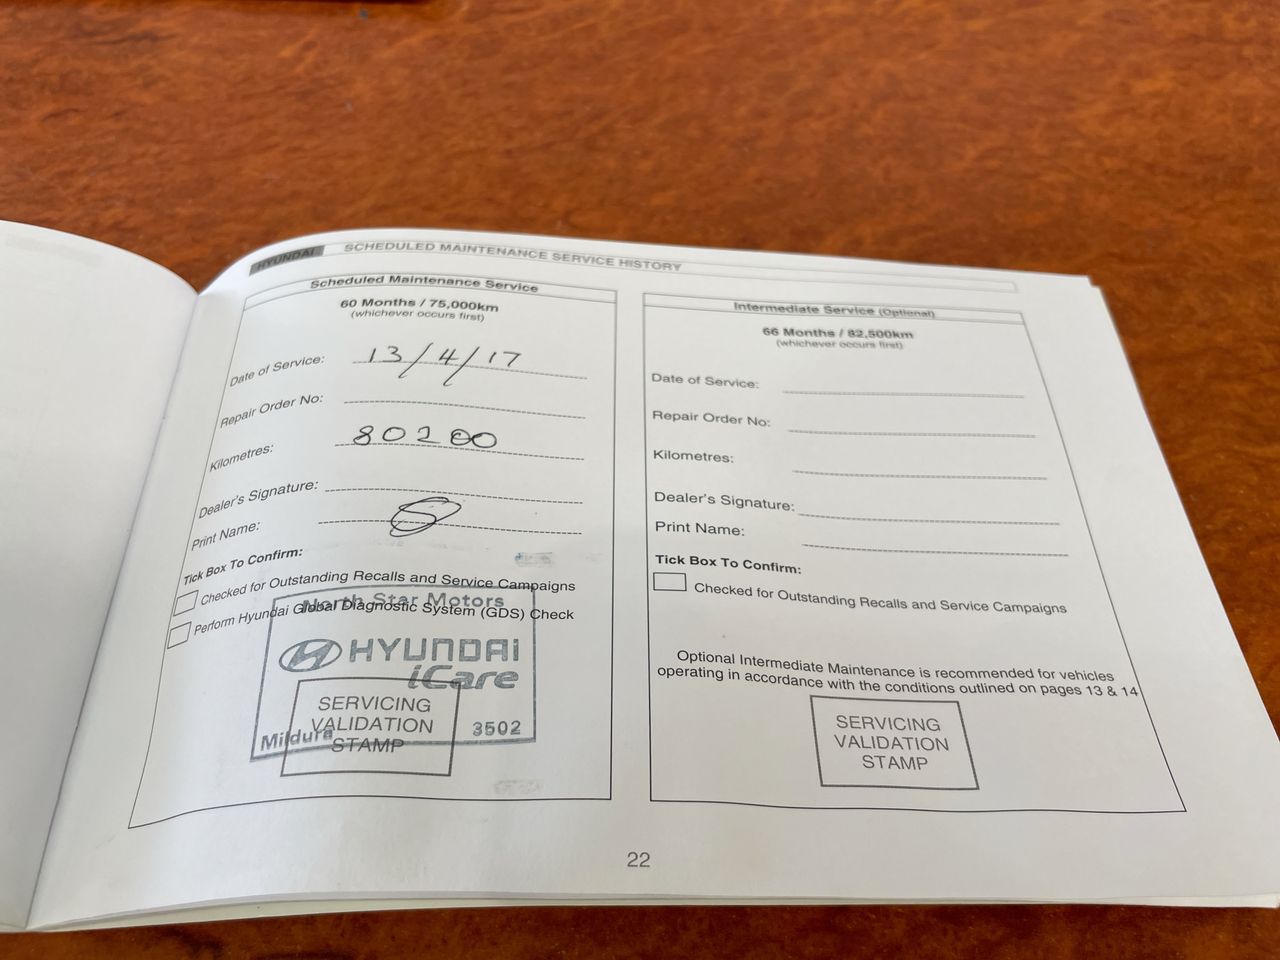 HYUNDAI SCHEDULED MAINTENANCE SERVICE HISTORY
Scheduled Maintenance Service
60 Months / 75,000km
(whichever occurs first)
Date of Service: 13/4/17
Repair Order No:
Kilometres: 80200
Dealer's Signature:
Print Name:
Tick Box To Confirm:
Checked for Outstanding Recalls and Service Campaigns
Perform Hyundai Global Diagnostic System (GDS) Check
North Star Motors
HYUNDAI
iCare
Mildura 3502
SERVICING
VALIDATION
STAMP
Intermediate Service (Optional)
66 Months / 82,500km
(whichever occurs first)
Date of Service:
Repair Order No:
Kilometres:
Dealer's Signature:
Print Name:
Tick Box To Confirm:
Checked for Outstanding Recalls and Service Campaigns
Optional Intermediate Maintenance is recommended for vehicles
operating in accordance with the conditions outlined on pages 13 & 14
SERVICING
VALIDATION
STAMP
22